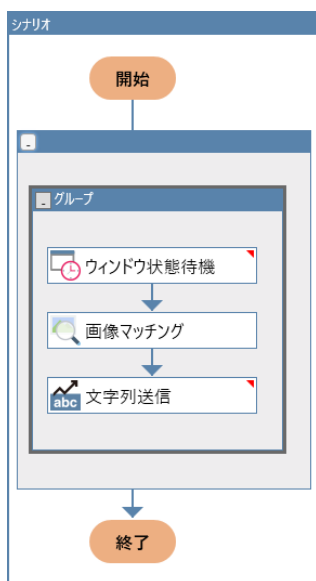 シナリオ
開始
グループ
ウィンドウ状態待機
画像マッチング
abc
文字列送信
終了